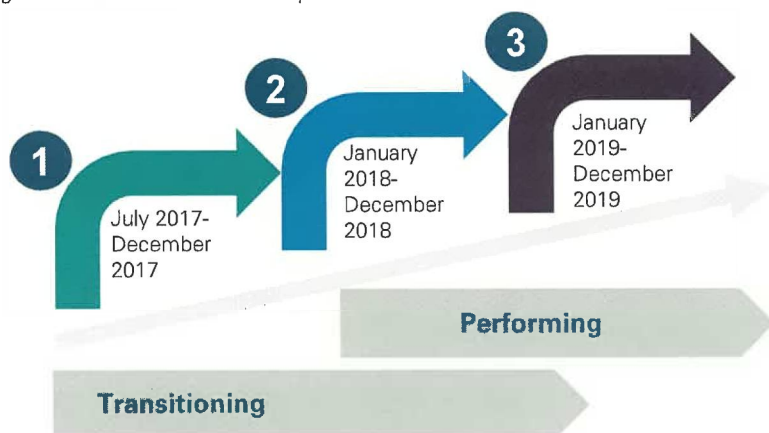 1
July 2017-
December
2017
2
January
2018-
December
2018
3
January
2019-
December
2019
Performing
Transitioning